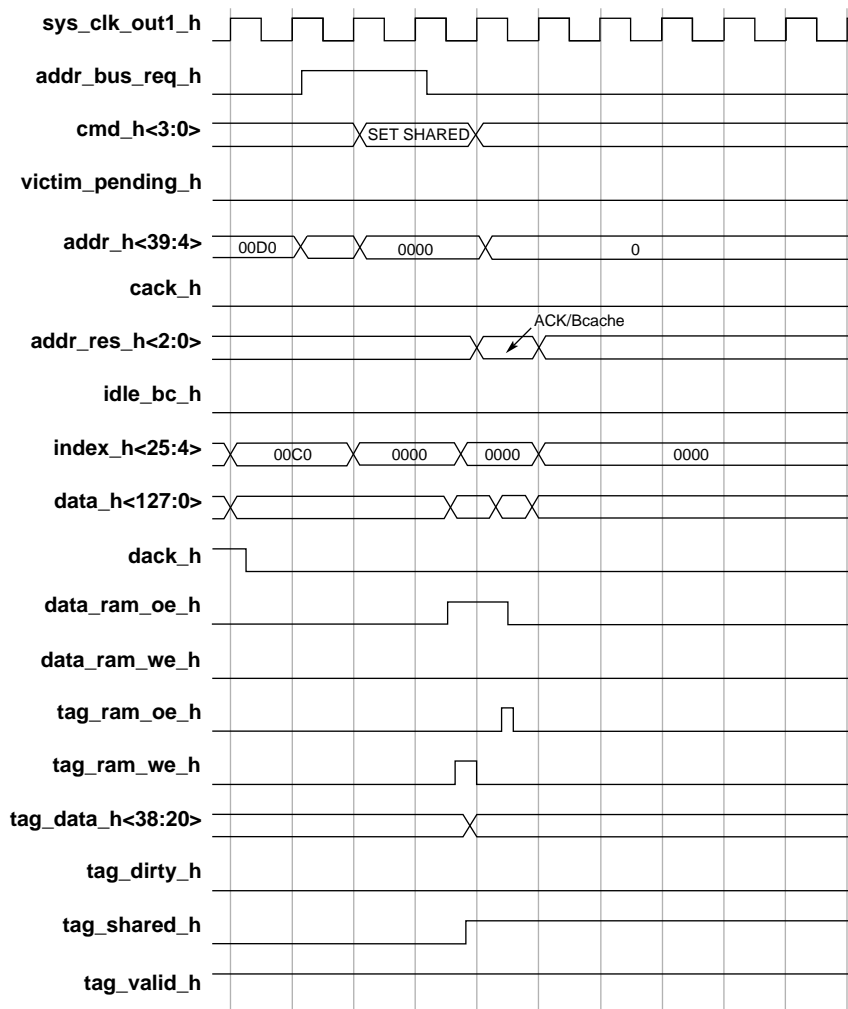 sys_clk_out1_h
addr_bus_req_h
cmd_h<3:0> SET SHARED
victim_pending_h
addr_h<39:4> 00D0 0000 0
cack_h
ACK/Bcache
addr_res_h<2:0>
idle_bc_h
index_h<25:4> 00C0 0000 0000 0000
data_h<127:0>
dack_h
data_ram_oe_h
data_ram_we_h
tag_ram_oe_h
tag_ram_we_h
tag_data_h<38:20>
tag_dirty_h
tag_shared_h
tag_valid_h